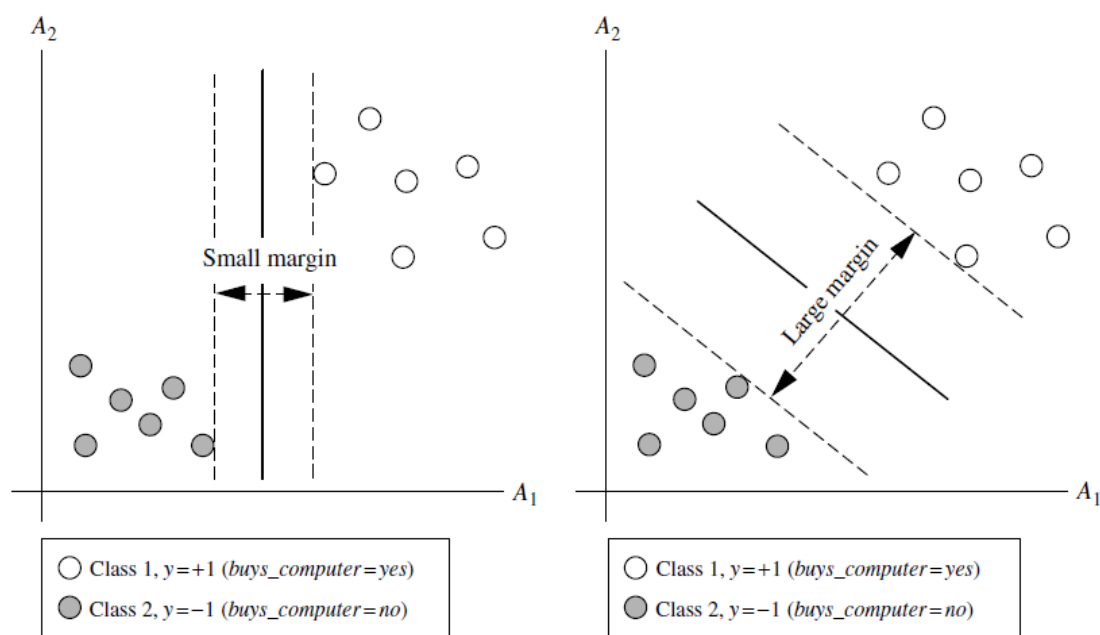 A2
Small margin
A1
Class 1, y=+1 (buys_computer=yes)
Class 2, y=−1 (buys_computer=no)
A2
Large margin
A1
Class 1, y=+1 (buys_computer=yes)
Class 2, y=−1 (buys_computer=no)